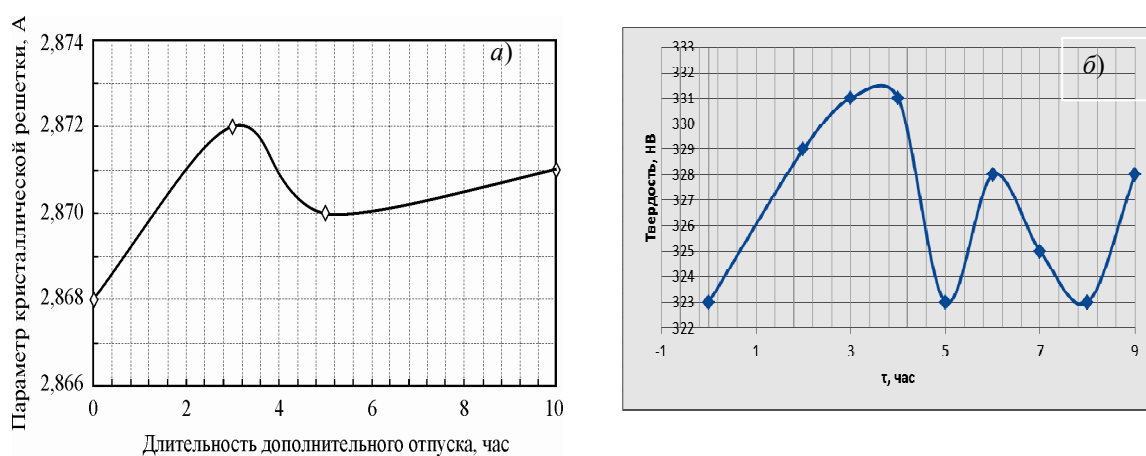 Параметр кристаллической решетки, А
2,874
2,872
2,870
2,868
2,866
0 2 4 6 8 10
Длительность дополнительного отпуска, час
а)
Твердость, НВ
333
332
331
330
329
328
327
326
325
324
323
322
-1 1 3 5 7 9
τ, час
б)